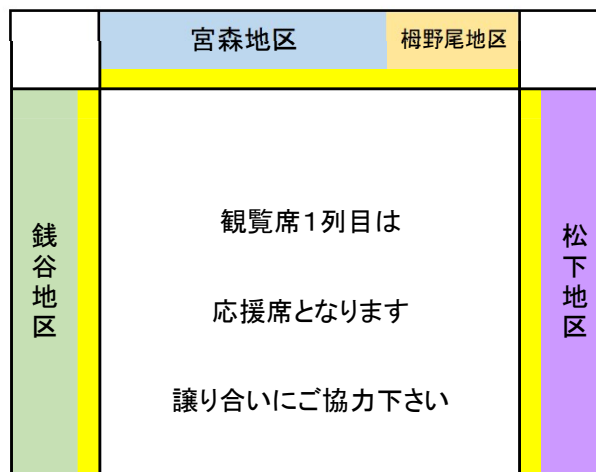 宮森地区
栂野尾地区
銭谷地区
観覧席1列目は
応援席となります
譲り合いにご協力下さい
松下地区